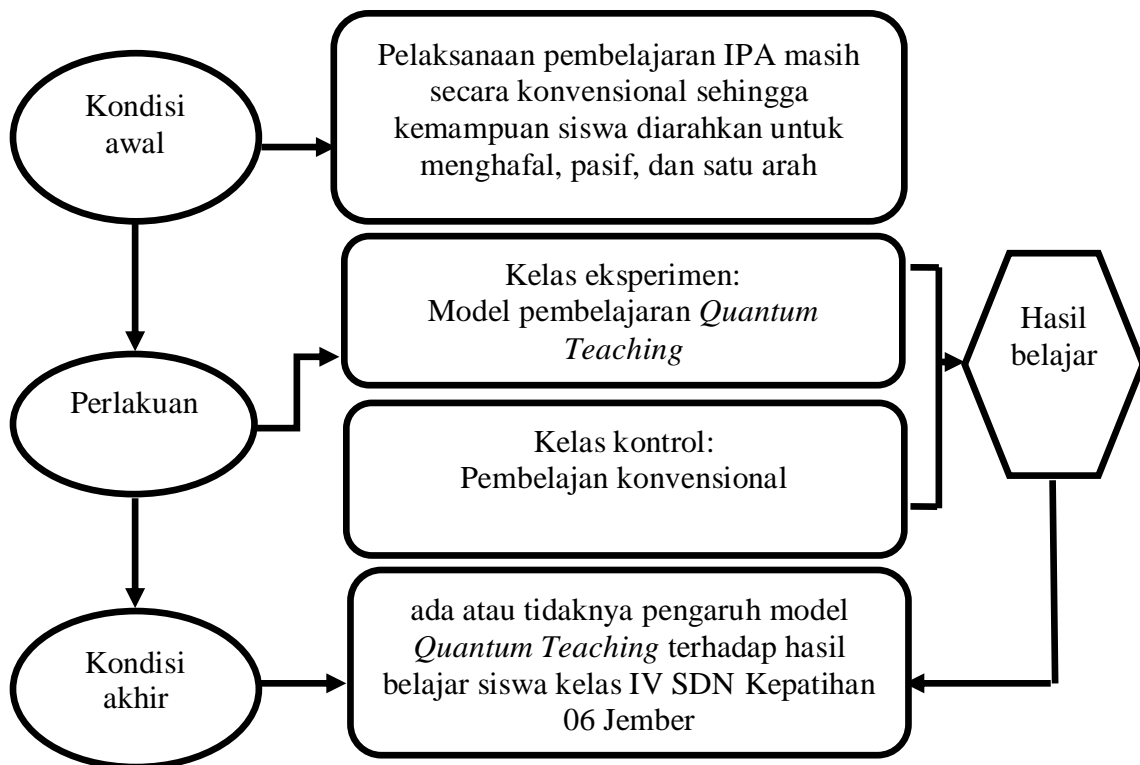 Kondisi
awal
Pelaksanaan pembelajaran IPA masih
secara konvensional sehingga
kemampuan siswa diarahkan untuk
menghafal, pasif, dan satu arah
Perlakuan
Kelas eksperimen:
Model pembelajaran Quantum
Teaching
Kelas kontrol:
Pembelajan konvensional
Hasil
belajar
Kondisi
akhir
ada atau tidaknya pengaruh model
Quantum Teaching terhadap hasil
belajar siswa kelas IV SDN Kepatihan
06 Jember